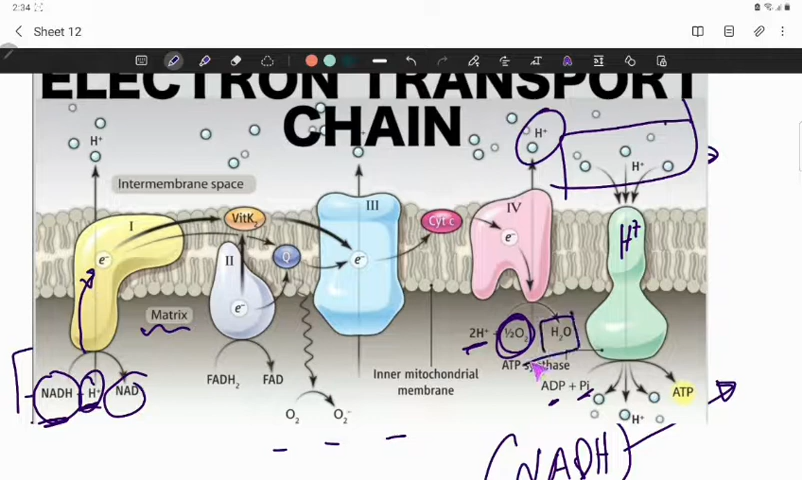 2:34
Sheet 12
ELECTRON TRANSPORT
CHAIN
H⁺
H⁺
H⁺
Intermembrane space
I
VitK₂
III
Cyt c
IV
H⁺
e⁻
II
Q
e⁻
e⁻
e⁻
Matrix
2H⁺ + ½O₂
H₂O
ATP synthase
NADH + H⁺
NAD
FADH₂
FAD
Inner mitochondrial
membrane
ADP + Pi
ATP
O₂
O₂⁻
H⁺
(NADH)